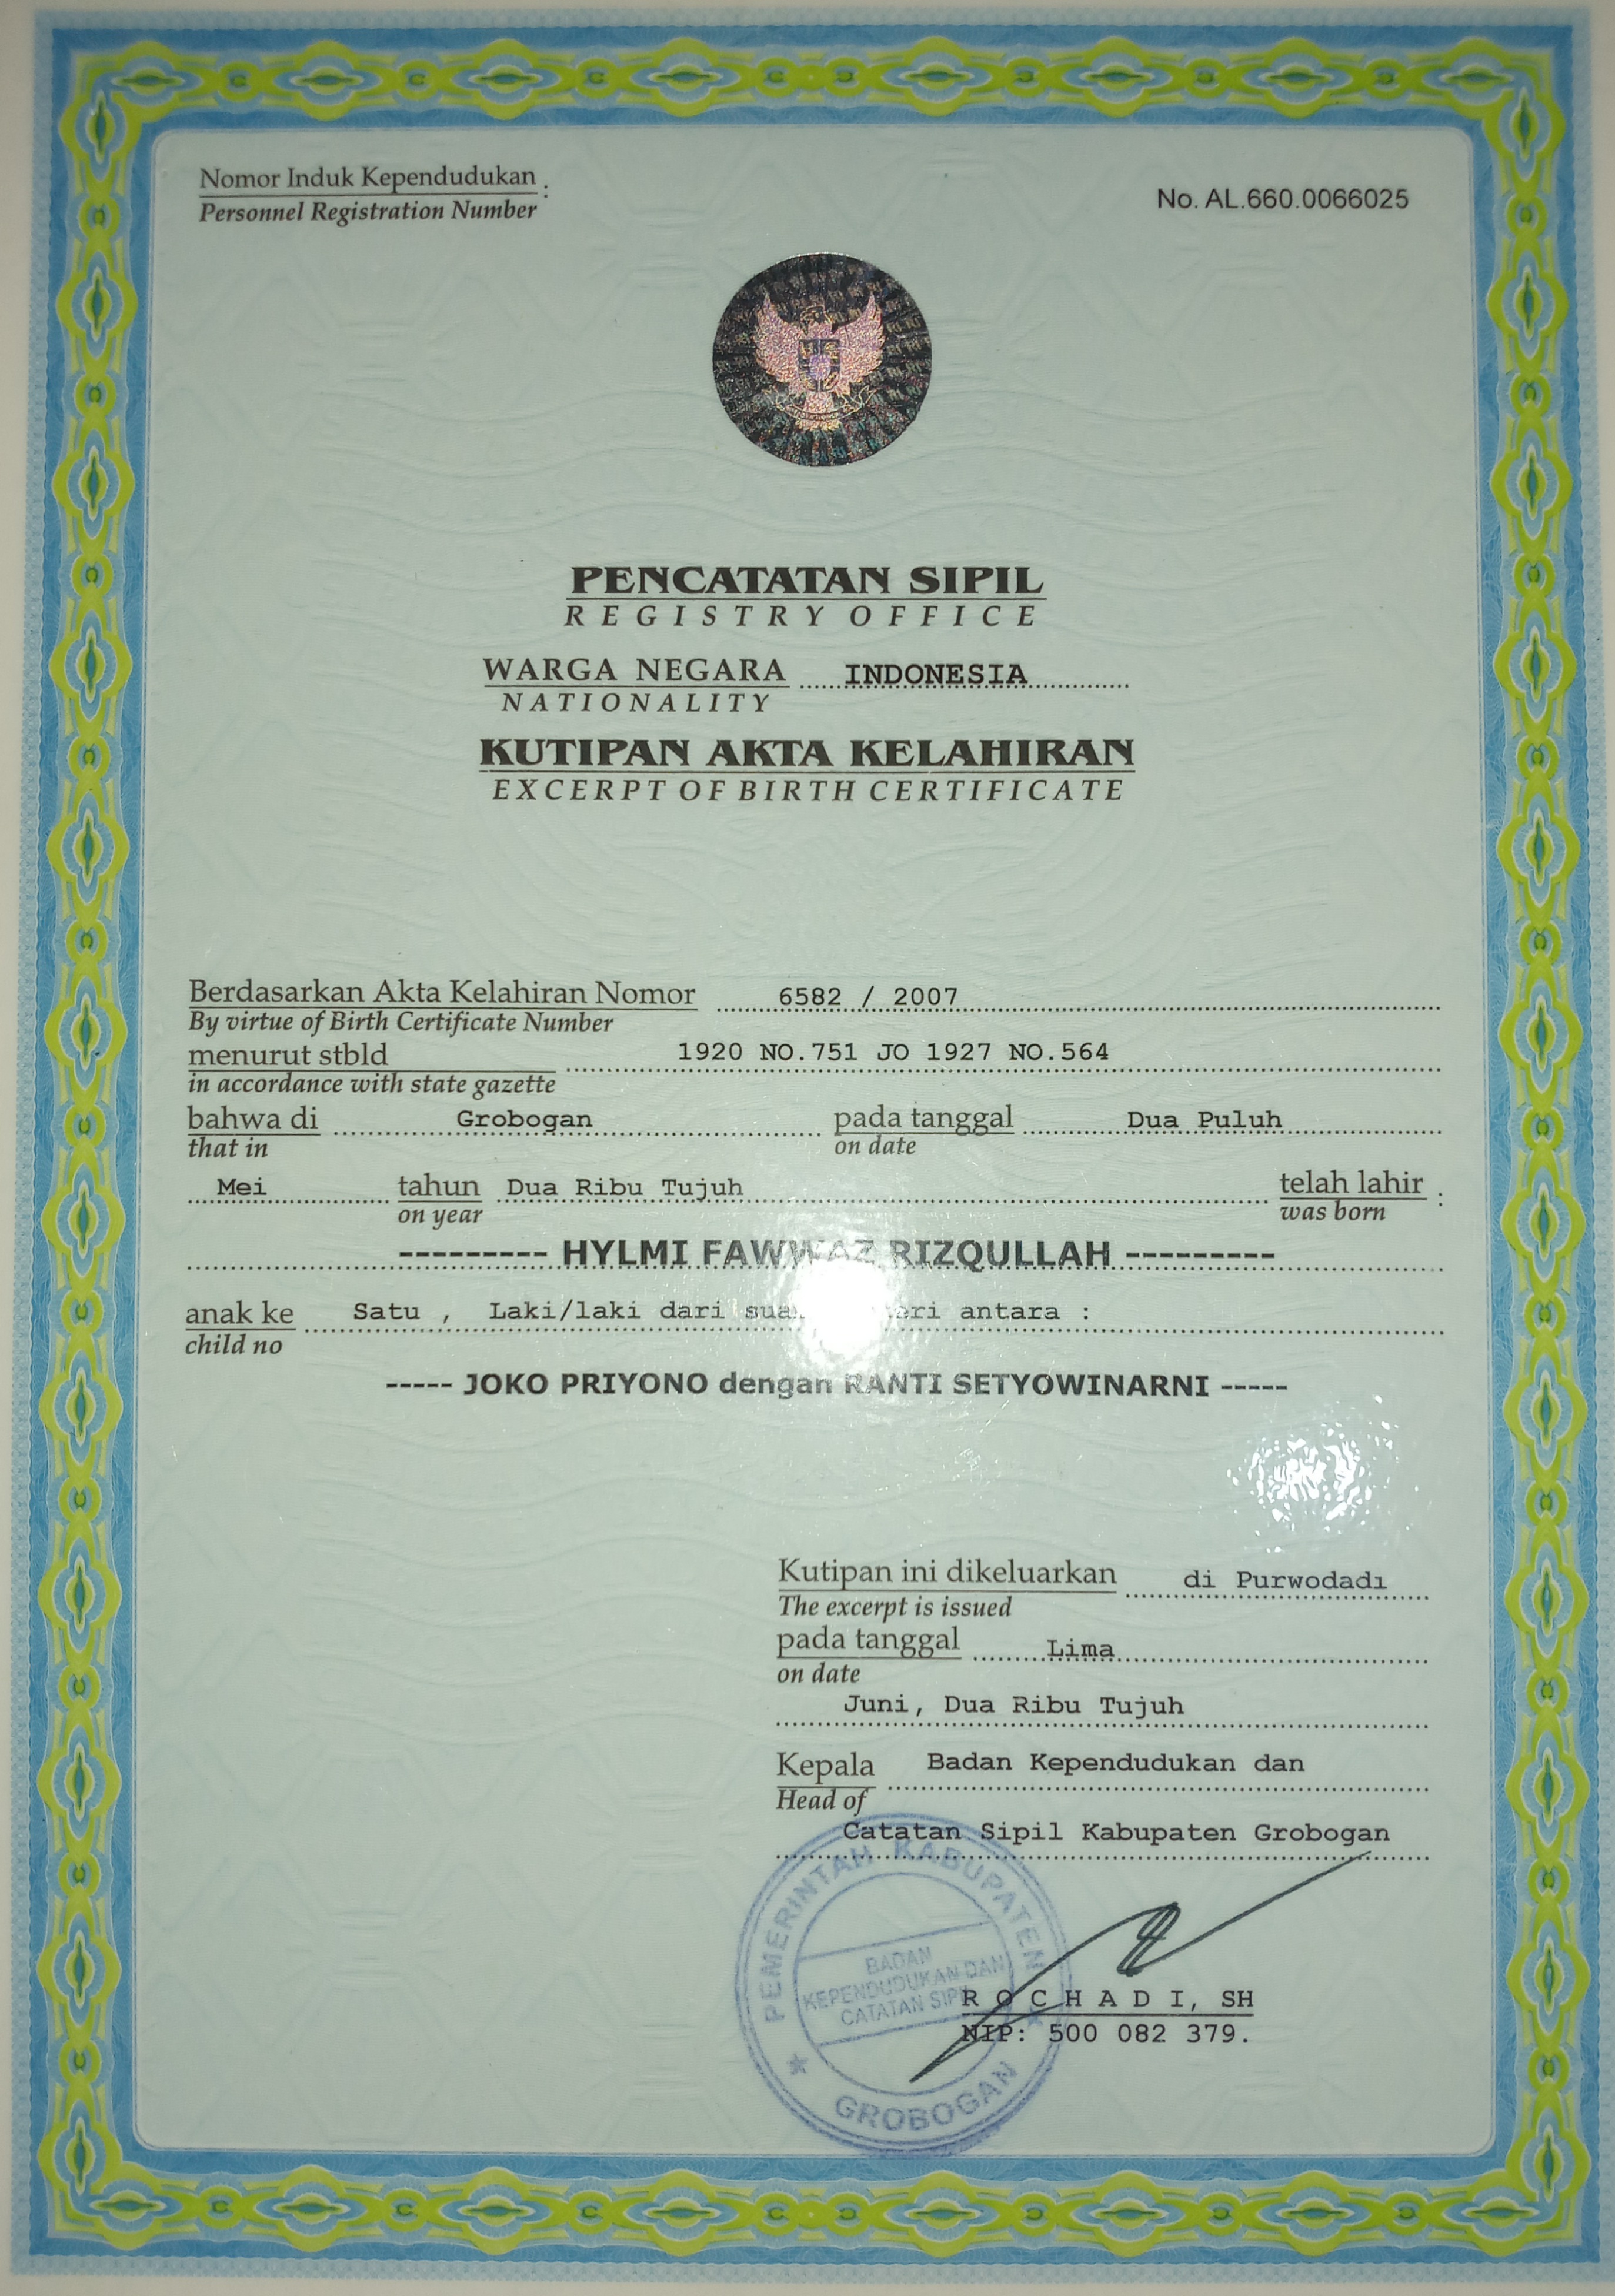 Nomor Induk Kependudukan :
Personnel Registration Number
No. AL.660.0066025
PENCATATAN SIPIL
REGISTRY OFFICE
WARGA NEGARA INDONESIA
NATIONALITY
KUTIPAN AKTA KELAHIRAN
EXCERPT OF BIRTH CERTIFICATE
Berdasarkan Akta Kelahiran Nomor 6582 / 2007
By virtue of Birth Certificate Number
menurut stbld 1920 NO.751 JO 1927 NO.564
in accordance with state gazette
bahwa di Grobogan pada tanggal Dua Puluh
that in on date
Mei tahun Dua Ribu Tujuh telah lahir :
on year was born
--------- HYLMI FAWWAZ RIZQULLAH ---------
anak ke Satu , Laki/laki dari antara :
child no
----- JOKO PRIYONO dengan RANTI SETYOWINARNI -----
Kutipan ini dikeluarkan di Purwodadi
The excerpt is issued
pada tanggal Lima
on date
Juni, Dua Ribu Tujuh
Kepala Badan Kependudukan dan
Head of
Catatan Sipil Kabupaten Grobogan
PEMERINTAH KABUPATEN
BADAN
KEPENDUDUKAN DAN
CATATAN SIPIL
GROBOGAN
R O C H A D I, SH
NIP: 500 082 379.